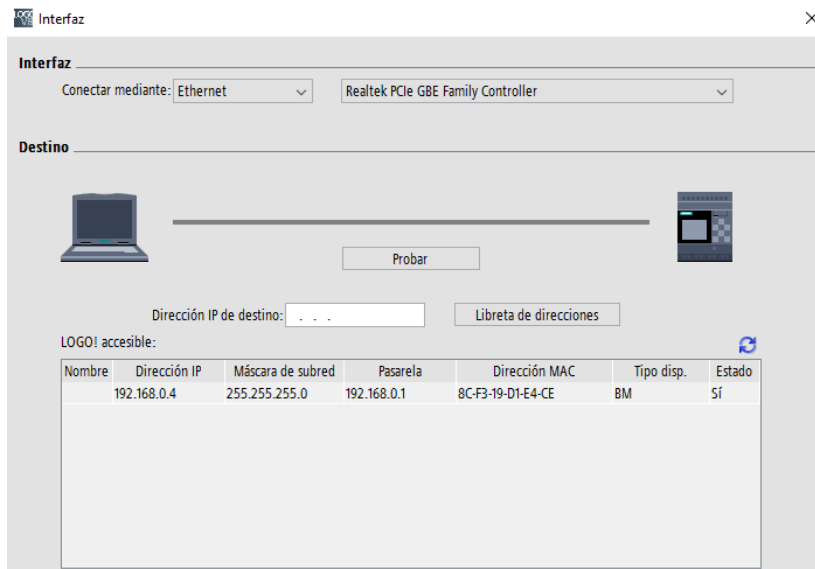 Interfaz
Interfaz
Conectar mediante: Ethernet Realtek PCIe GBE Family Controller
Destino
Probar
Dirección IP de destino: . . . Libreta de direcciones
LOGO! accesible:
Nombre Dirección IP Máscara de subred Pasarela Dirección MAC Tipo disp. Estado
192.168.0.4 255.255.255.0 192.168.0.1 8C-F3-19-D1-E4-CE BM Sí